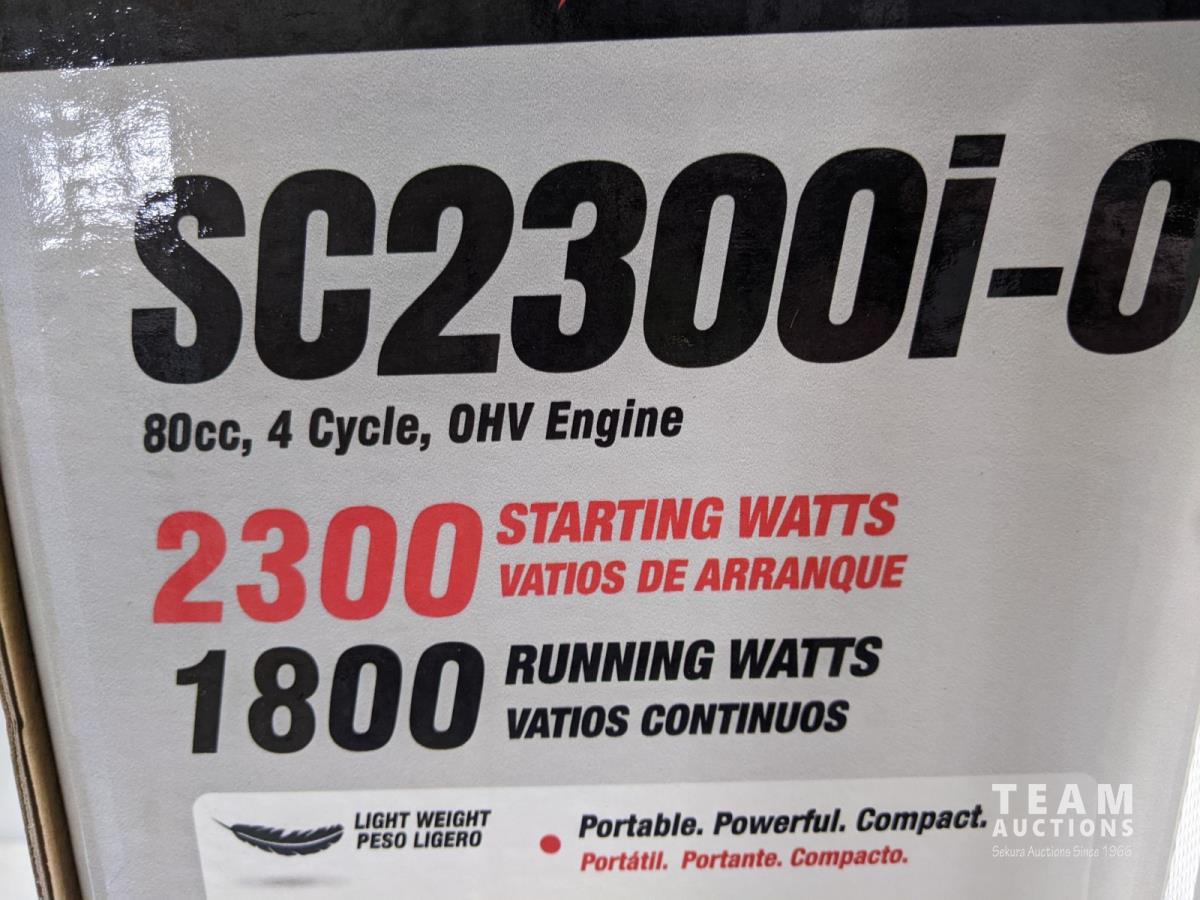 SC2300i-0
80cc, 4 Cycle, OHV Engine
2300 STARTING WATTS
VATIOS DE ARRANQUE
1800 RUNNING WATTS
VATIOS CONTINUOS
LIGHT WEIGHT
PESO LIGERO
• Portable. Powerful. Compact.
Portátil. Portante. Compacto.
TEAM
AUCTIONS
Sekura Auctions Since 1966